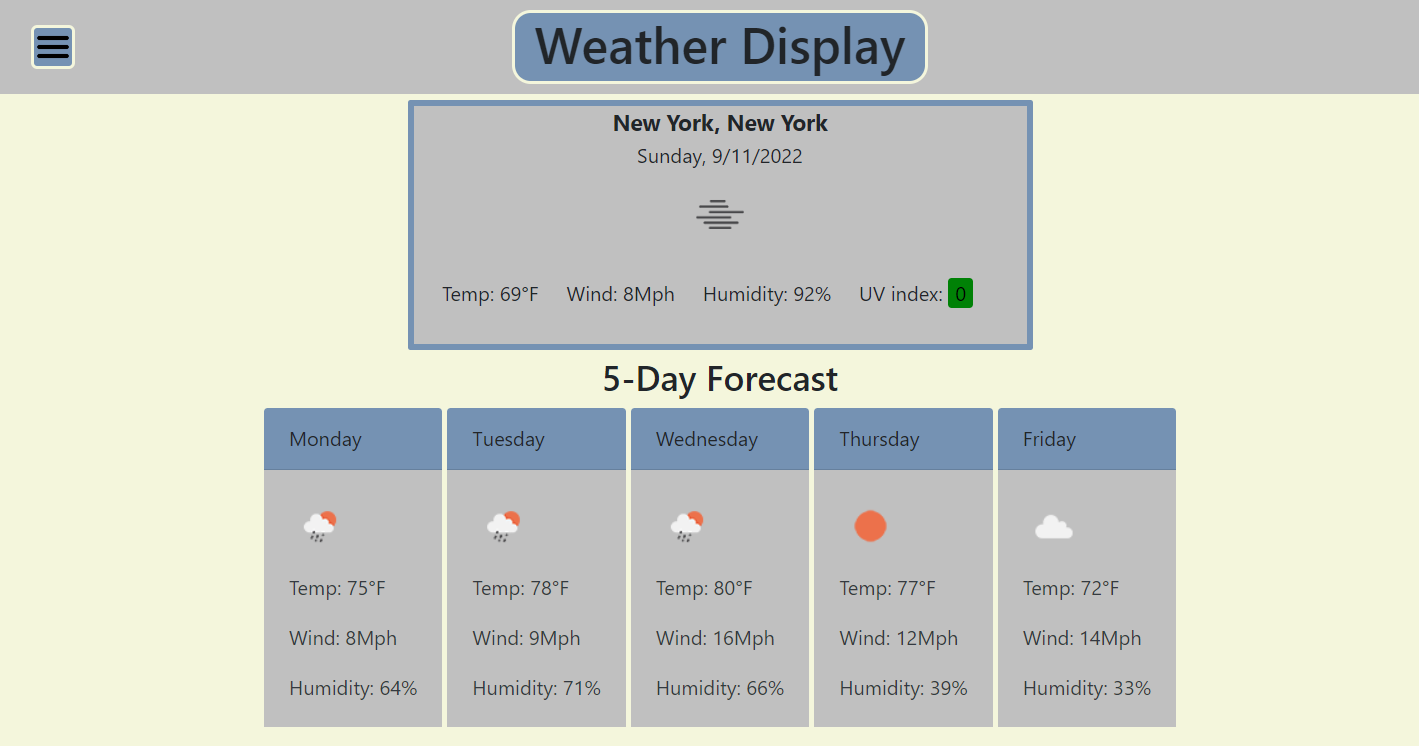 Weather Display
New York, New York
Sunday, 9/11/2022
Temp: 69°F Wind: 8Mph Humidity: 92% UV index: 0
5-Day Forecast
Monday
Temp: 75°F
Wind: 8Mph
Humidity: 64%
Tuesday
Temp: 78°F
Wind: 9Mph
Humidity: 71%
Wednesday
Temp: 80°F
Wind: 16Mph
Humidity: 66%
Thursday
Temp: 77°F
Wind: 12Mph
Humidity: 39%
Friday
Temp: 72°F
Wind: 14Mph
Humidity: 33%